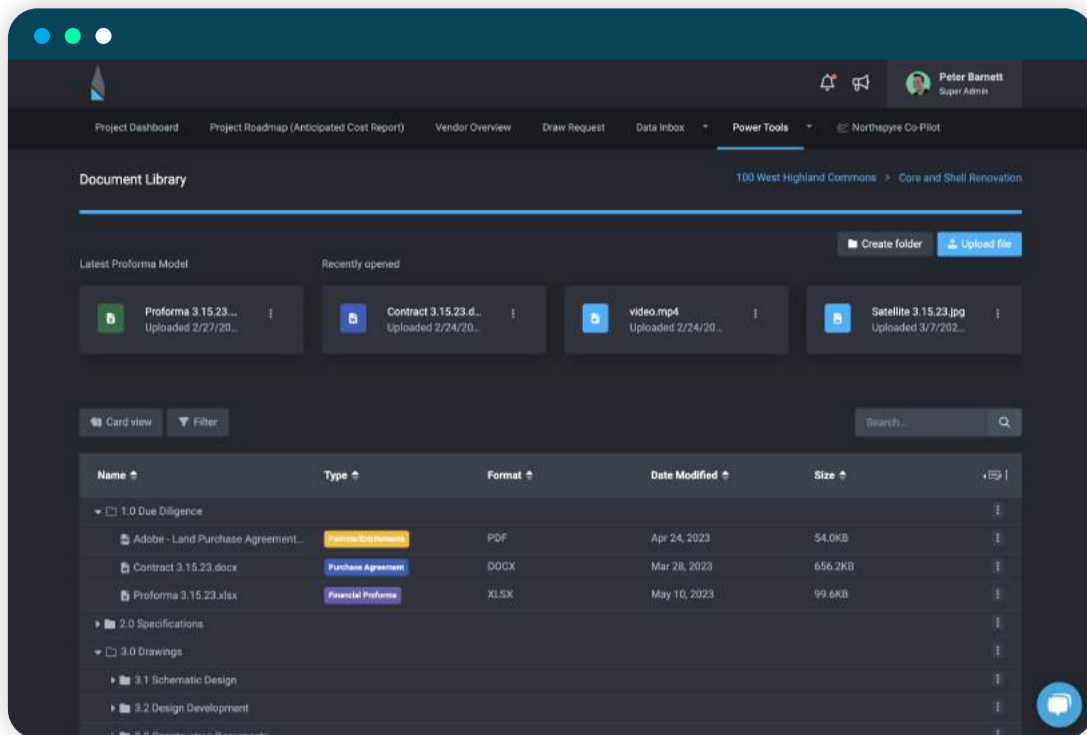 Peter Barnett
Super Admin
Project Dashboard Project Roadmap (Anticipated Cost Report) Vendor Overview Draw Request Data Inbox Power Tools Northspyre Co-Pilot
Document Library 100 West Highland Commons > Core and Shell Renovation
Create folder Upload file
Latest Proforma Model Recently opened
Proforma 3.15.23.... Contract 3.15.23.d... video.mp4 Satellite 3.15.23.jpg
Uploaded 2/27/20... Uploaded 2/24/20... Uploaded 2/24/20... Uploaded 3/7/202...
Card view Filter Search...
Name Type Format Date Modified Size
1.0 Due Diligence
Adobe - Land Purchase Agreement... Permits/Entitlements PDF Apr 24, 2023 54.0KB
Contract 3.15.23.docx Purchase Agreement DOCX Mar 28, 2023 656.2KB
Proforma 3.15.23.xlsx Financial Proforma XLSX May 10, 2023 99.6KB
2.0 Specifications
3.0 Drawings
3.1 Schematic Design
3.2 Design Development